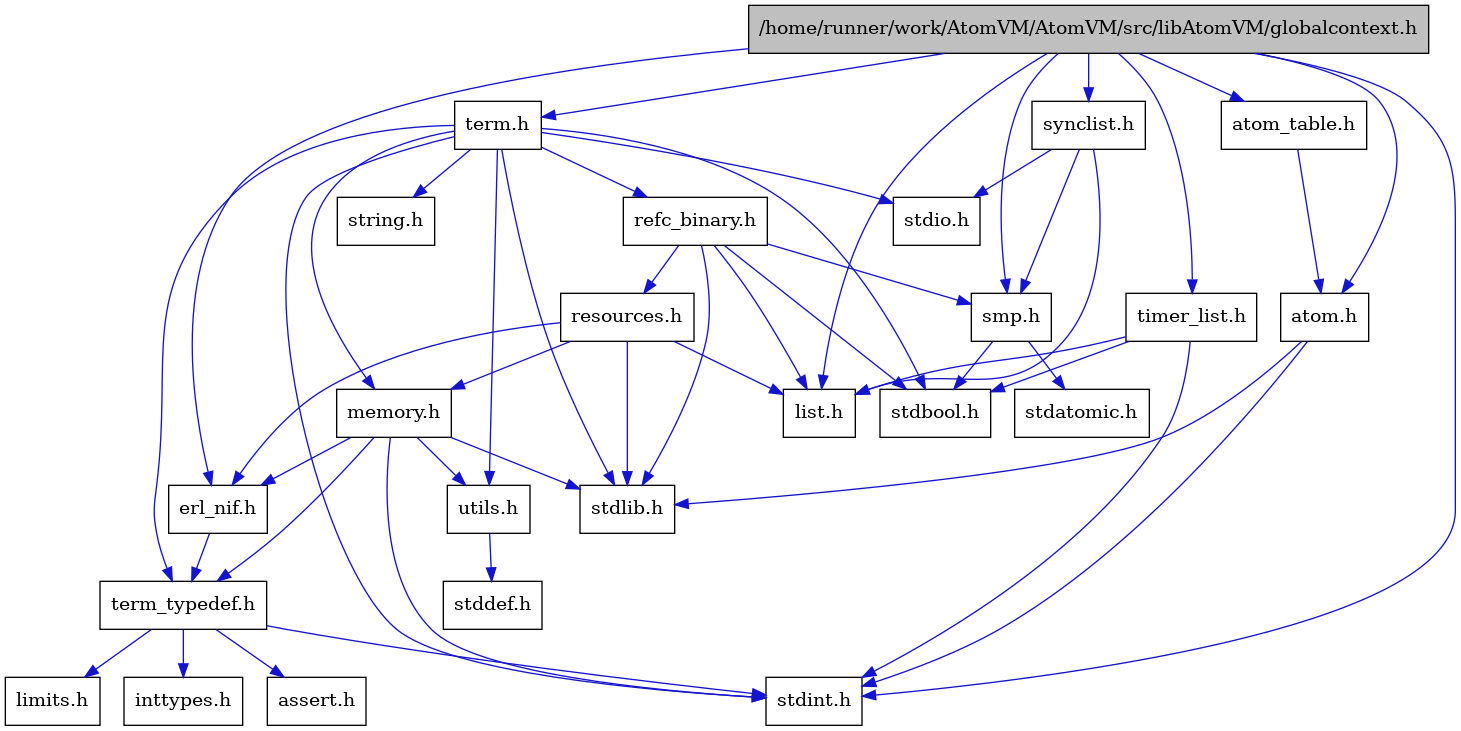 /home/runner/work/AtomVM/AtomVM/src/libAtomVM/globalcontext.h
term.h
synclist.h
atom_table.h
string.h
refc_binary.h
stdio.h
resources.h
smp.h
timer_list.h
atom.h
memory.h
list.h
stdbool.h
stdatomic.h
erl_nif.h
utils.h
stdlib.h
term_typedef.h
stddef.h
limits.h
inttypes.h
assert.h
stdint.h